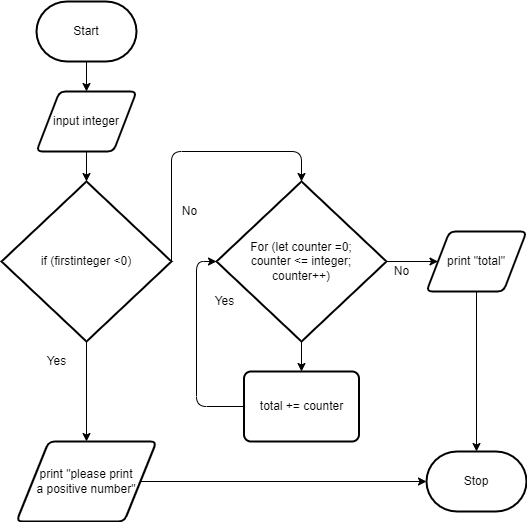 Start
input integer
if (firstinteger <0)
No
For (let counter =0;
counter <= integer;
counter++)
print "total"
No
Yes
Yes
total += counter
print "please print
a positive number"
Stop